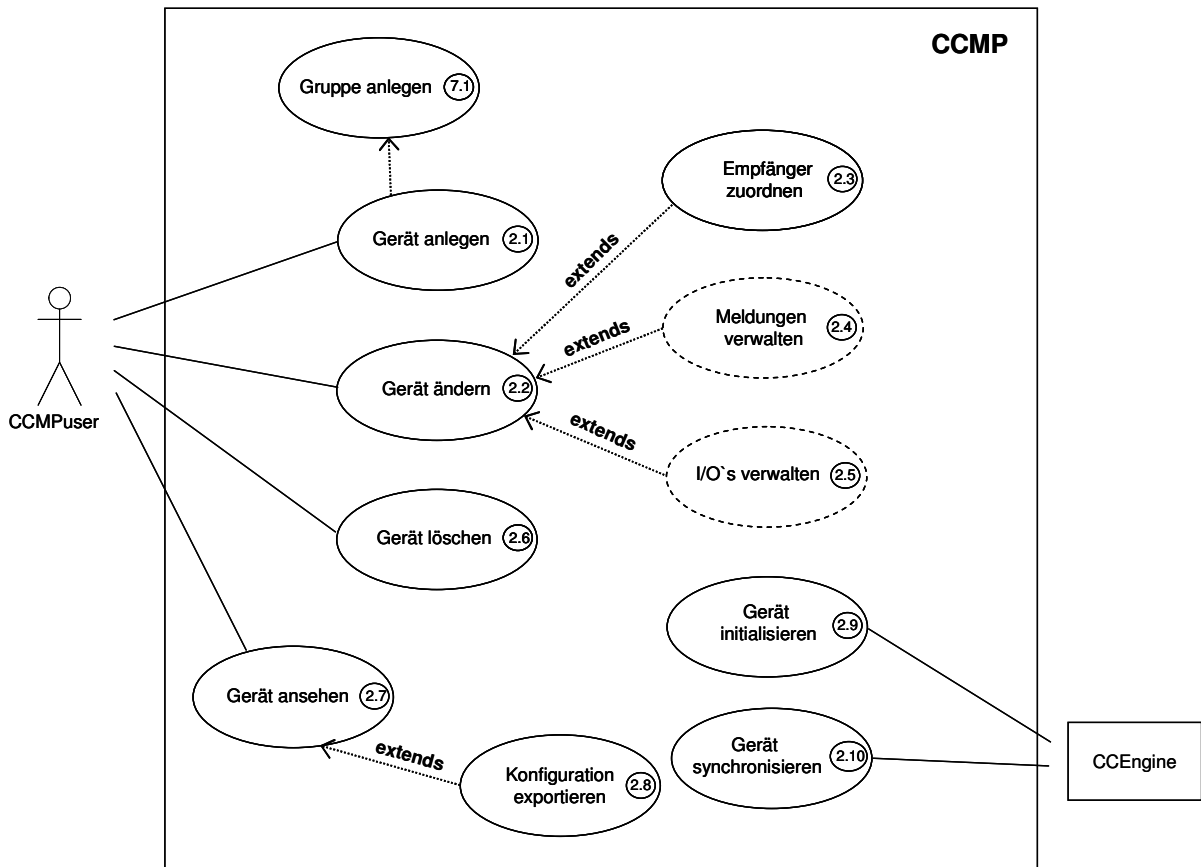 CCMP
Gruppe anlegen 7.1
Empfänger
zuordnen 2.3
Gerät anlegen 2.1
extends
Meldungen
verwalten 2.4
extends
Gerät ändern 2.2
CCMPuser
extends
I/O`s verwalten 2.5
Gerät löschen 2.6
Gerät
initialisieren 2.9
Gerät ansehen 2.7
extends
Gerät
synchronisieren 2.10
CCEngine
Konfiguration
exportieren 2.8